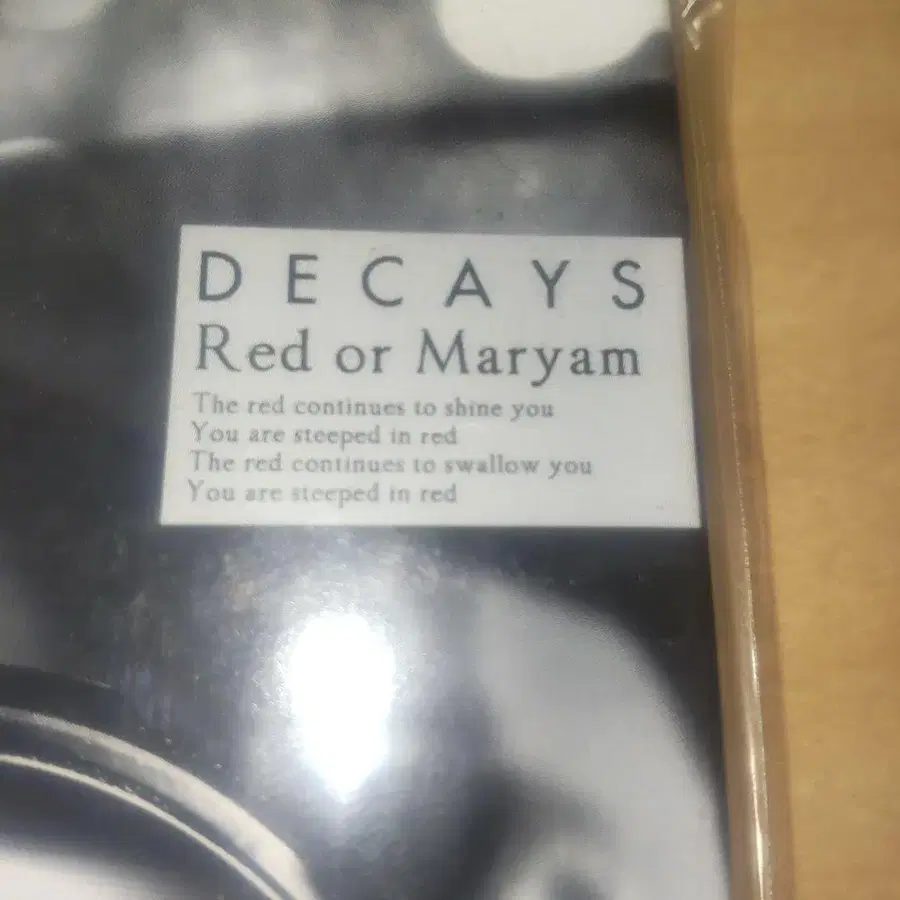 DECAYS
Red or Maryam
The red continues to shine you
You are steeped in red
The red continues to swallow you
You are steeped in red